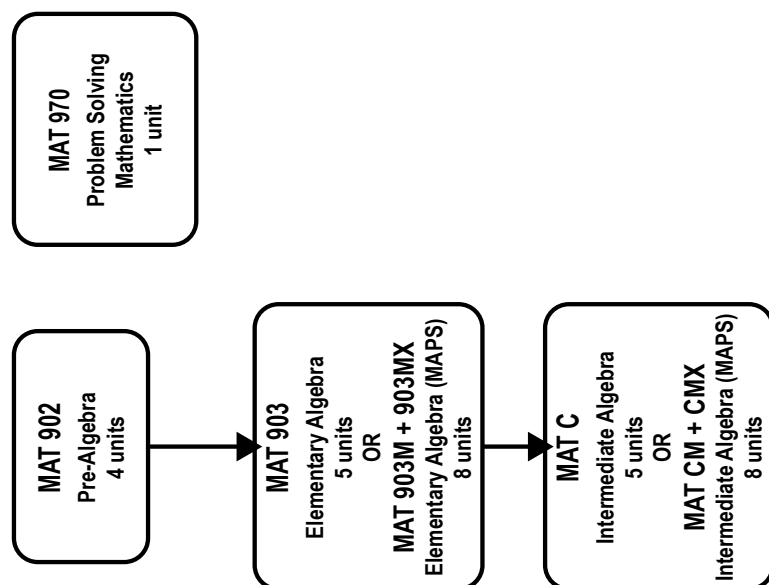 MAT 970
Problem Solving
Mathematics
1 unit
MAT 902
Pre-Algebra
4 units
MAT 903
Elementary Algebra
5 units
OR
MAT 903M + 903MX
Elementary Algebra (MAPS)
8 units
MAT C
Intermediate Algebra
5 units
OR
MAT CM + CMX
Intermediate Algebra (MAPS)
8 units